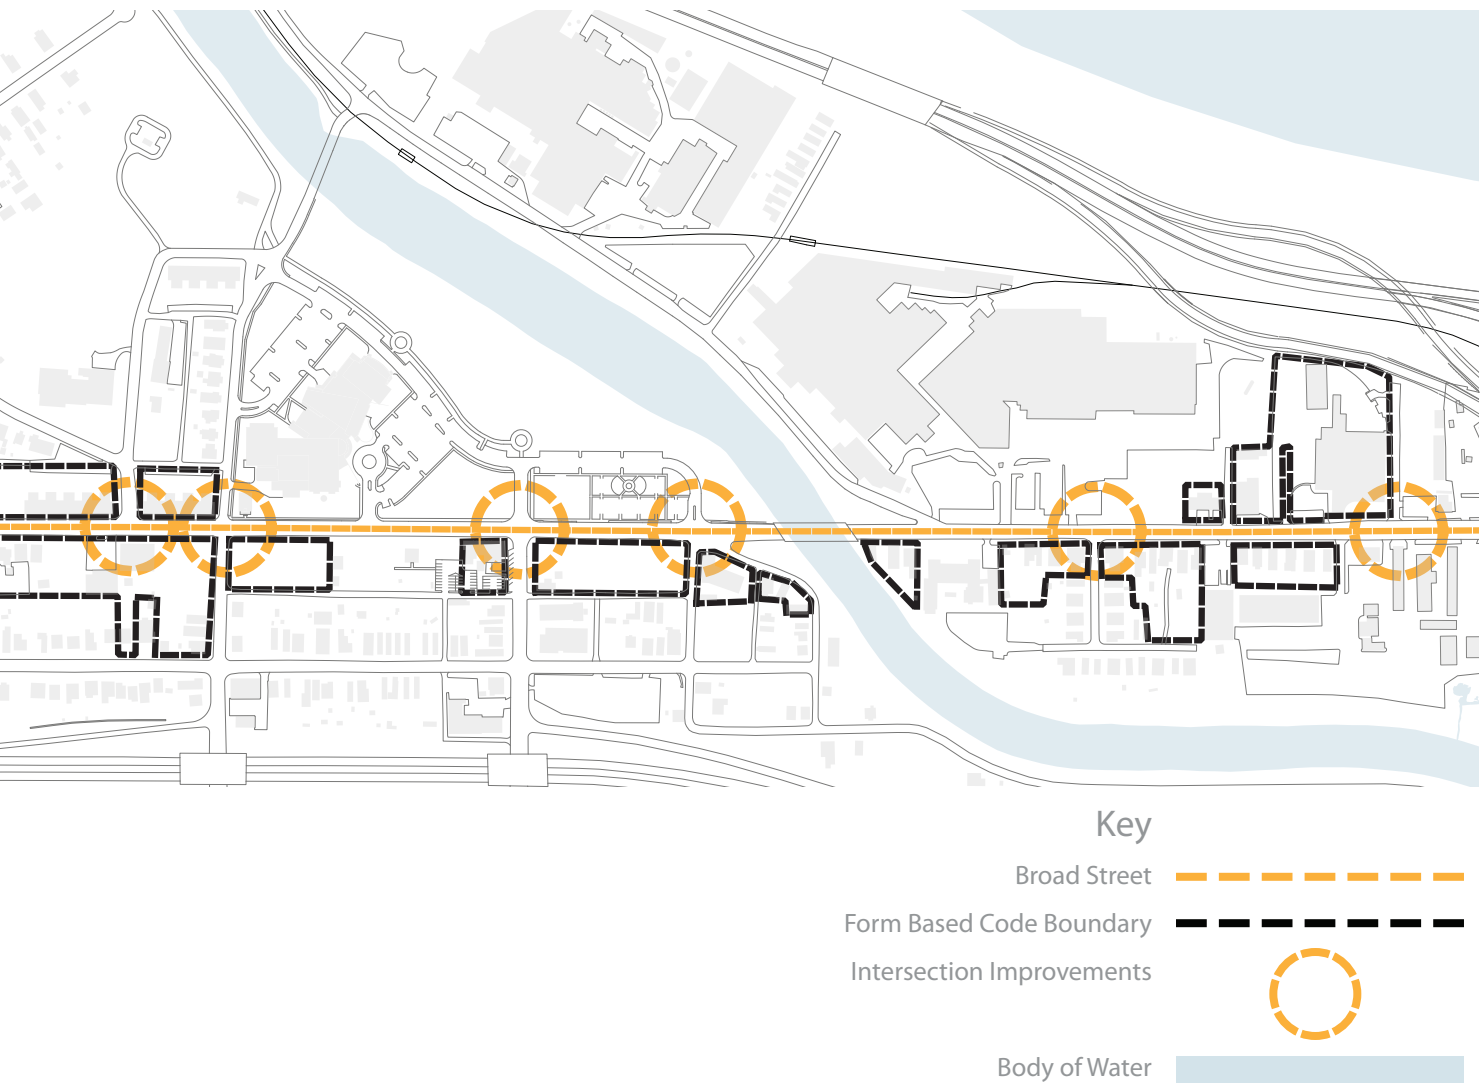 Key
Broad Street
Form Based Code Boundary
Intersection Improvements
Body of Water